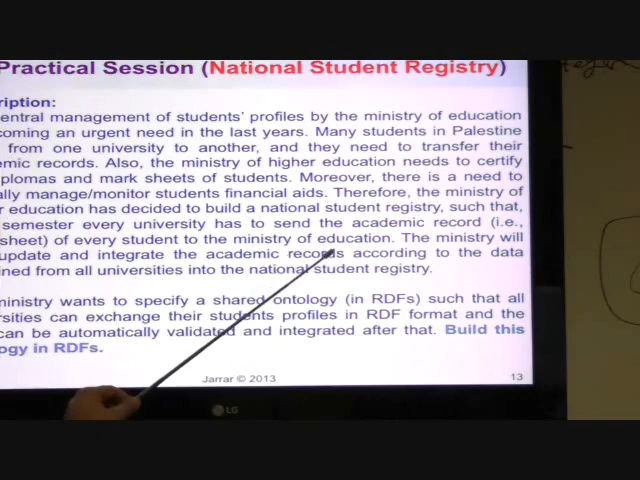 Practical Session (National Student Registry)
ription:
entral management of students' profiles by the ministry of education
coming an urgent need in the last years. Many students in Palestine
from one university to another, and they need to transfer their
emic records. Also, the ministry of higher education needs to certify
iplomas and mark sheets of students. Moreover, there is a need to
ally manage/monitor students financial aids. Therefore, the ministry of
r education has decided to build a national student registry, such that,
semester every university has to send the academic record (i.e.,
sheet) of every student to the ministry of education. The ministry will
update and integrate the academic records according to the data
ined from all universities into the national student registry.
ministry wants to specify a shared ontology (in RDFs) such that all
rsities can exchange their students profiles in RDF format and the
can be automatically validated and integrated after that. Build this
ogy in RDFs.
Jarrar © 2013
13
LG